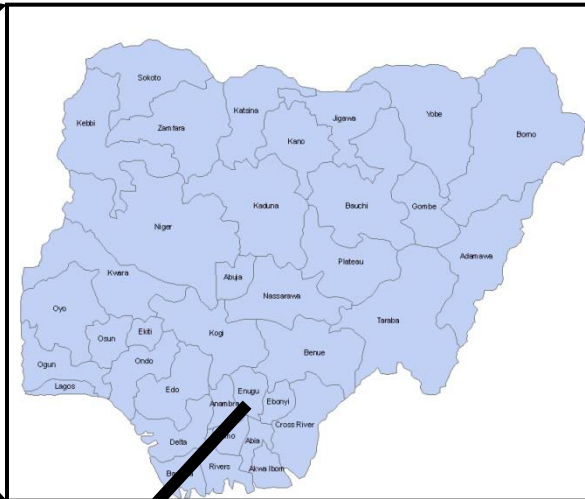 Sokoto
Katsina
Yobe
Kebbi
Zamfara
Jigawa
Kano
Borno
Kaduna
Bauchi
Gombe
Niger
Adamawa
Plateau
Kwara
Abuja
Nassarawa
Oyo
Taraba
Osun
Ekiti
Kogi
Benue
Ogun
Ondo
Lagos
Edo
Enugu
Anambra
Ebonyi
Cross River
Delta
Abia
Rivers
Akwa Ibom